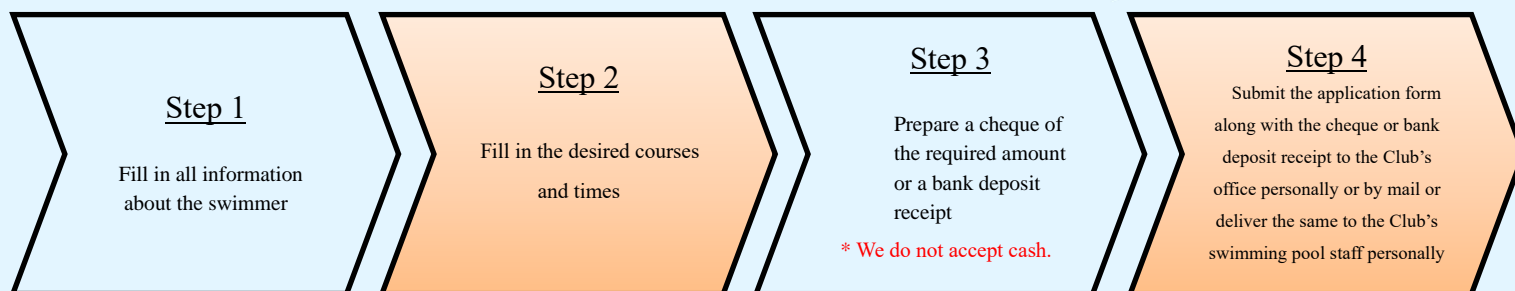 Step 1
Fill in all information
about the swimmer
Step 2
Fill in the desired courses
and times
Step 3
Prepare a cheque of
the required amount
or a bank deposit
receipt
* We do not accept cash.
Step 4
Submit the application form
along with the cheque or bank
deposit receipt to the Club's
office personally or by mail or
deliver the same to the Club's
swimming pool staff personally